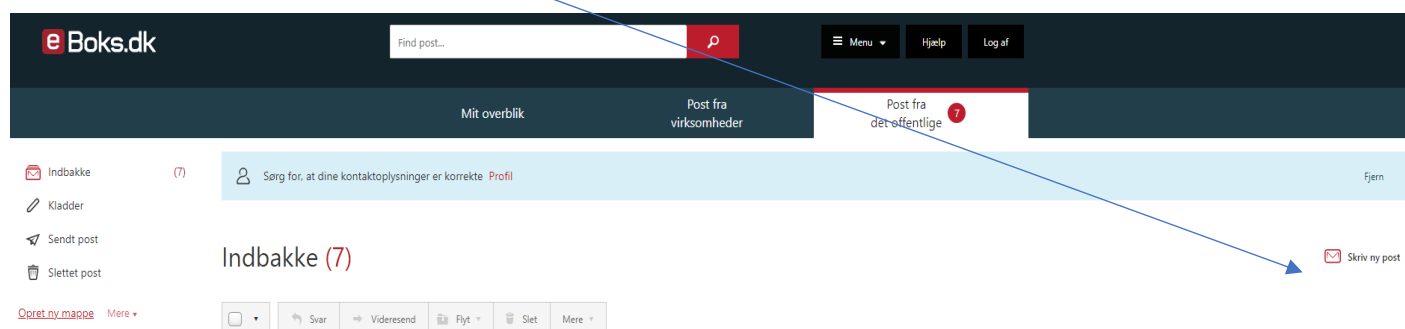 e Boks.dk
Find post...
Menu
Hjælp
Log af
Mit overblik
Post fra
virksomheder
Post fra
det offentlige
7
Indbakke (7)
Kladder
Sendt post
Slettet post
Opret ny mappe Mere
Sørg for, at dine kontaktoplysninger er korrekte Profil
Fjern
Indbakke (7)
Skriv ny post
Svar
Videresend
Flyt
Slet
Mere